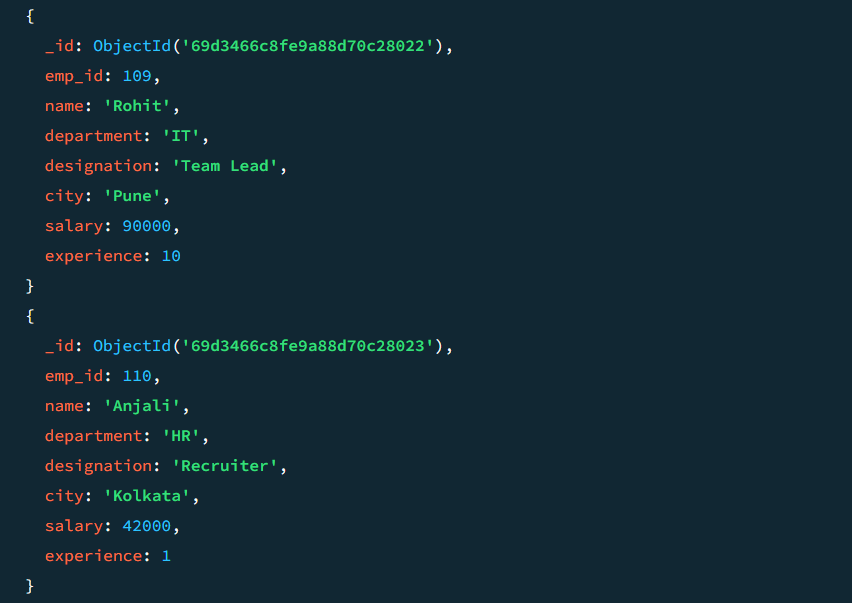 {
  _id: ObjectId('69d3466c8fe9a88d70c28022'),
  emp_id: 109,
  name: 'Rohit',
  department: 'IT',
  designation: 'Team Lead',
  city: 'Pune',
  salary: 90000,
  experience: 10
}
{
  _id: ObjectId('69d3466c8fe9a88d70c28023'),
  emp_id: 110,
  name: 'Anjali',
  department: 'HR',
  designation: 'Recruiter',
  city: 'Kolkata',
  salary: 42000,
  experience: 1
}